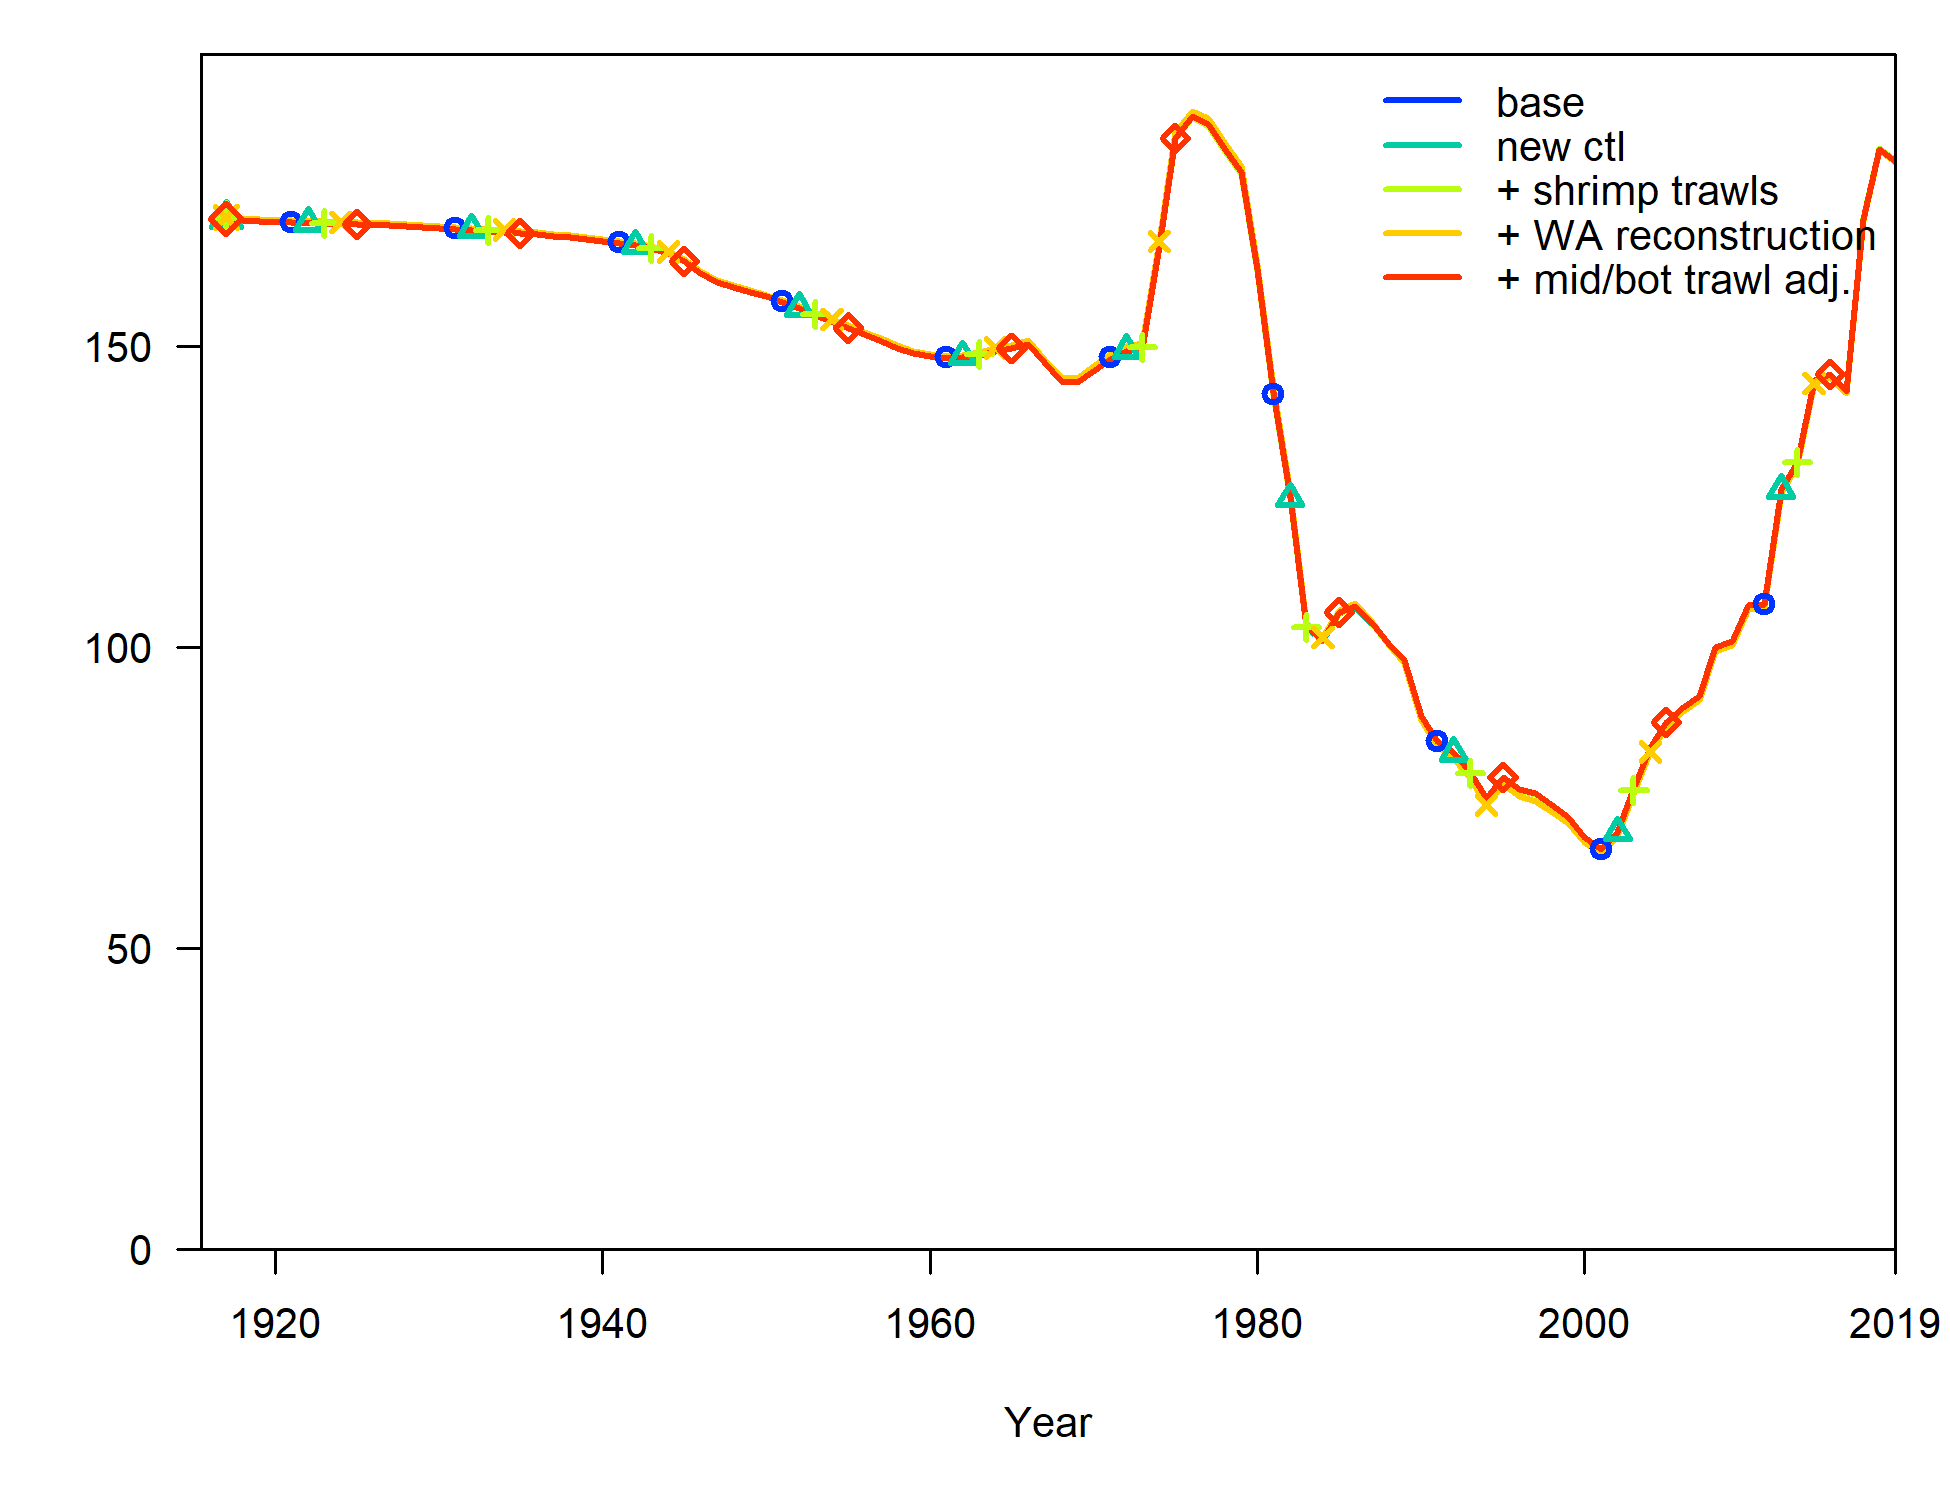 base
new ctl
+ shrimp trawls
+ WA reconstruction
+ mid/bot trawl adj.
150
100
50
0
1920 1940 1960 1980 2000 2019
Year